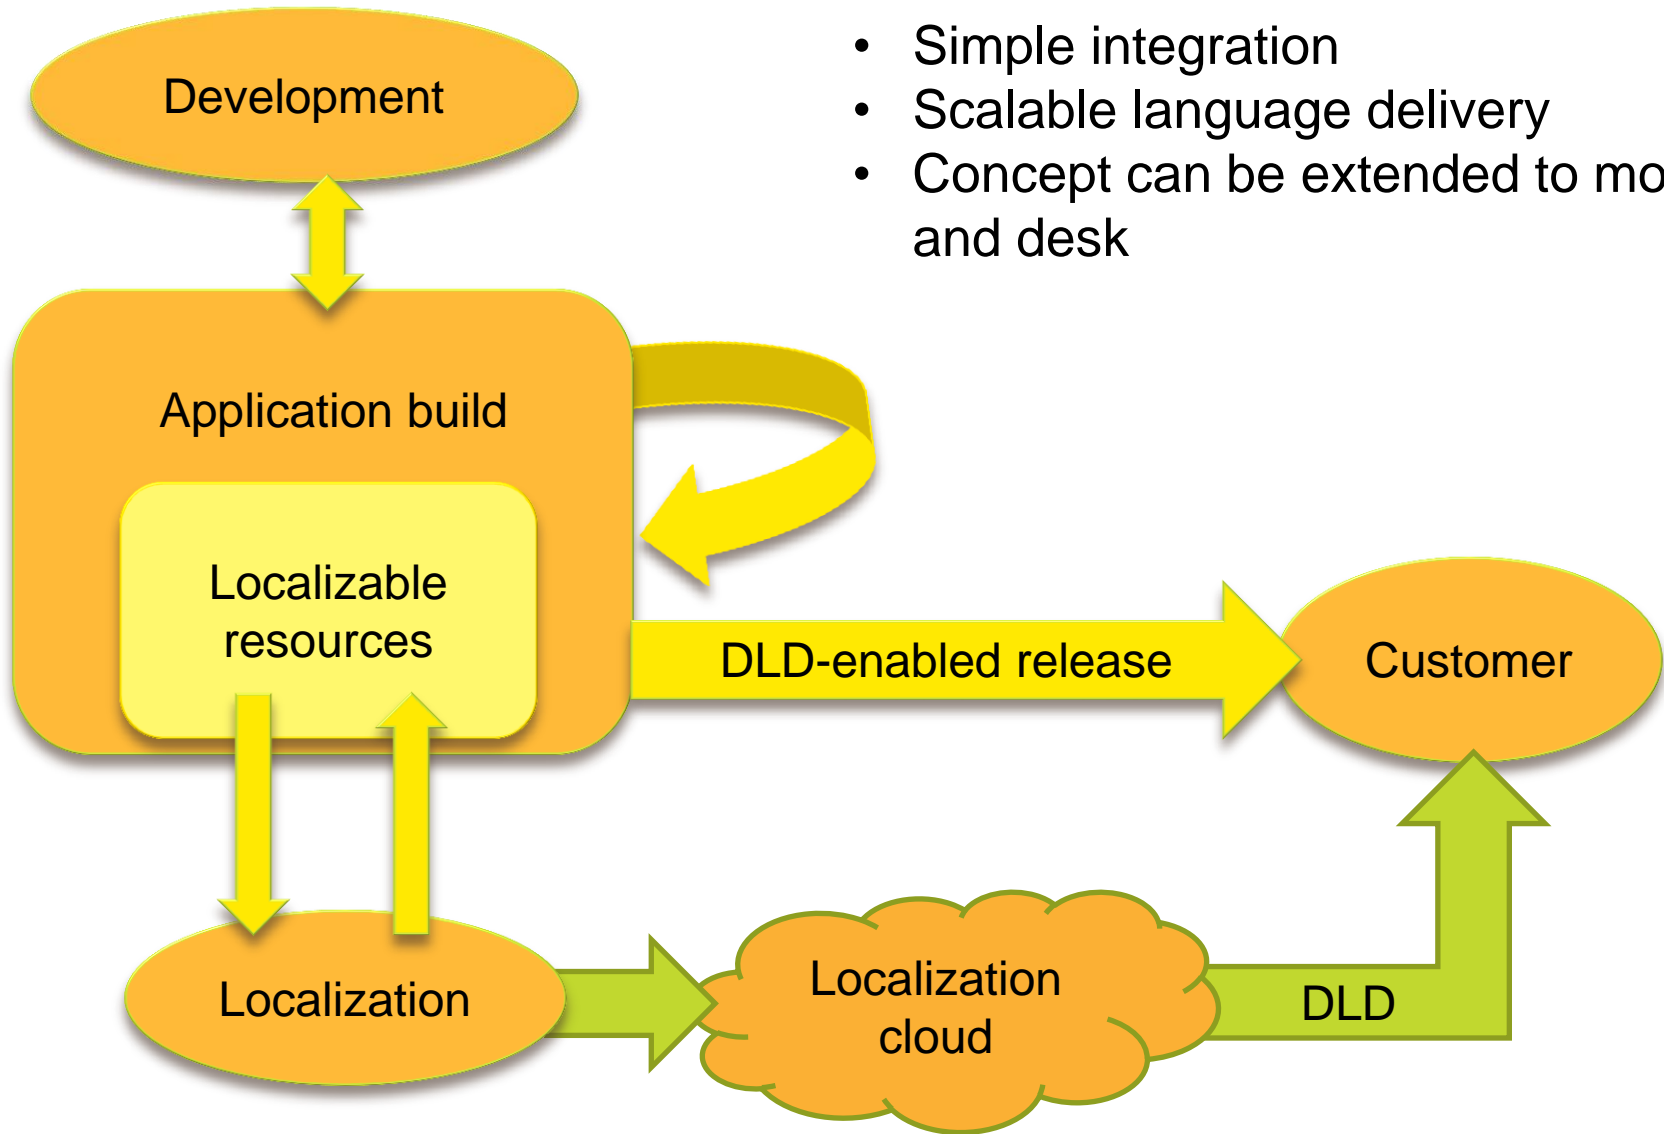 Development
• Simple integration
• Scalable language delivery
• Concept can be extended to mo
and desk
Application build
Localizable
resources
DLD-enabled release
Customer
Localization
Localization
cloud
DLD